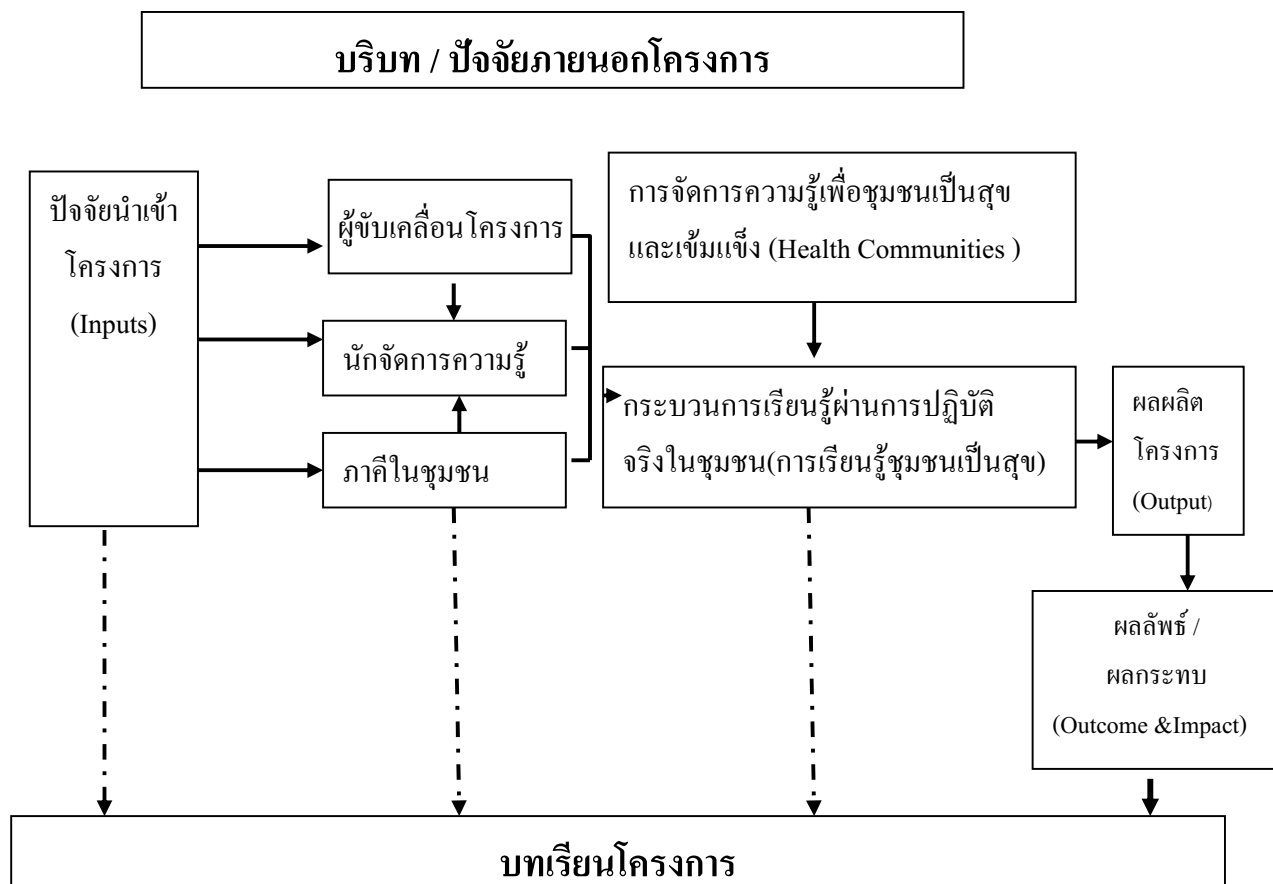 บริบท / ปัจจัยภายนอกโครงการ
ปัจจัยนำเข้า
โครงการ
(Inputs)
ผู้ขับเคลื่อนโครงการ
นักจัดการความรู้
ภาคีในชุมชน
การจัดการความรู้เพื่อชุมชนเป็นสุข
และเข้มแข็ง (Health Communities )
กระบวนการเรียนรู้ผ่านการปฏิบัติ
จริงในชุมชน(การเรียนรู้ชุมชนเป็นสุข)
ผลผลิต
โครงการ
(Output)
ผลลัพธ์ /
ผลกระทบ
(Outcome &Impact)
บทเรียนโครงการ